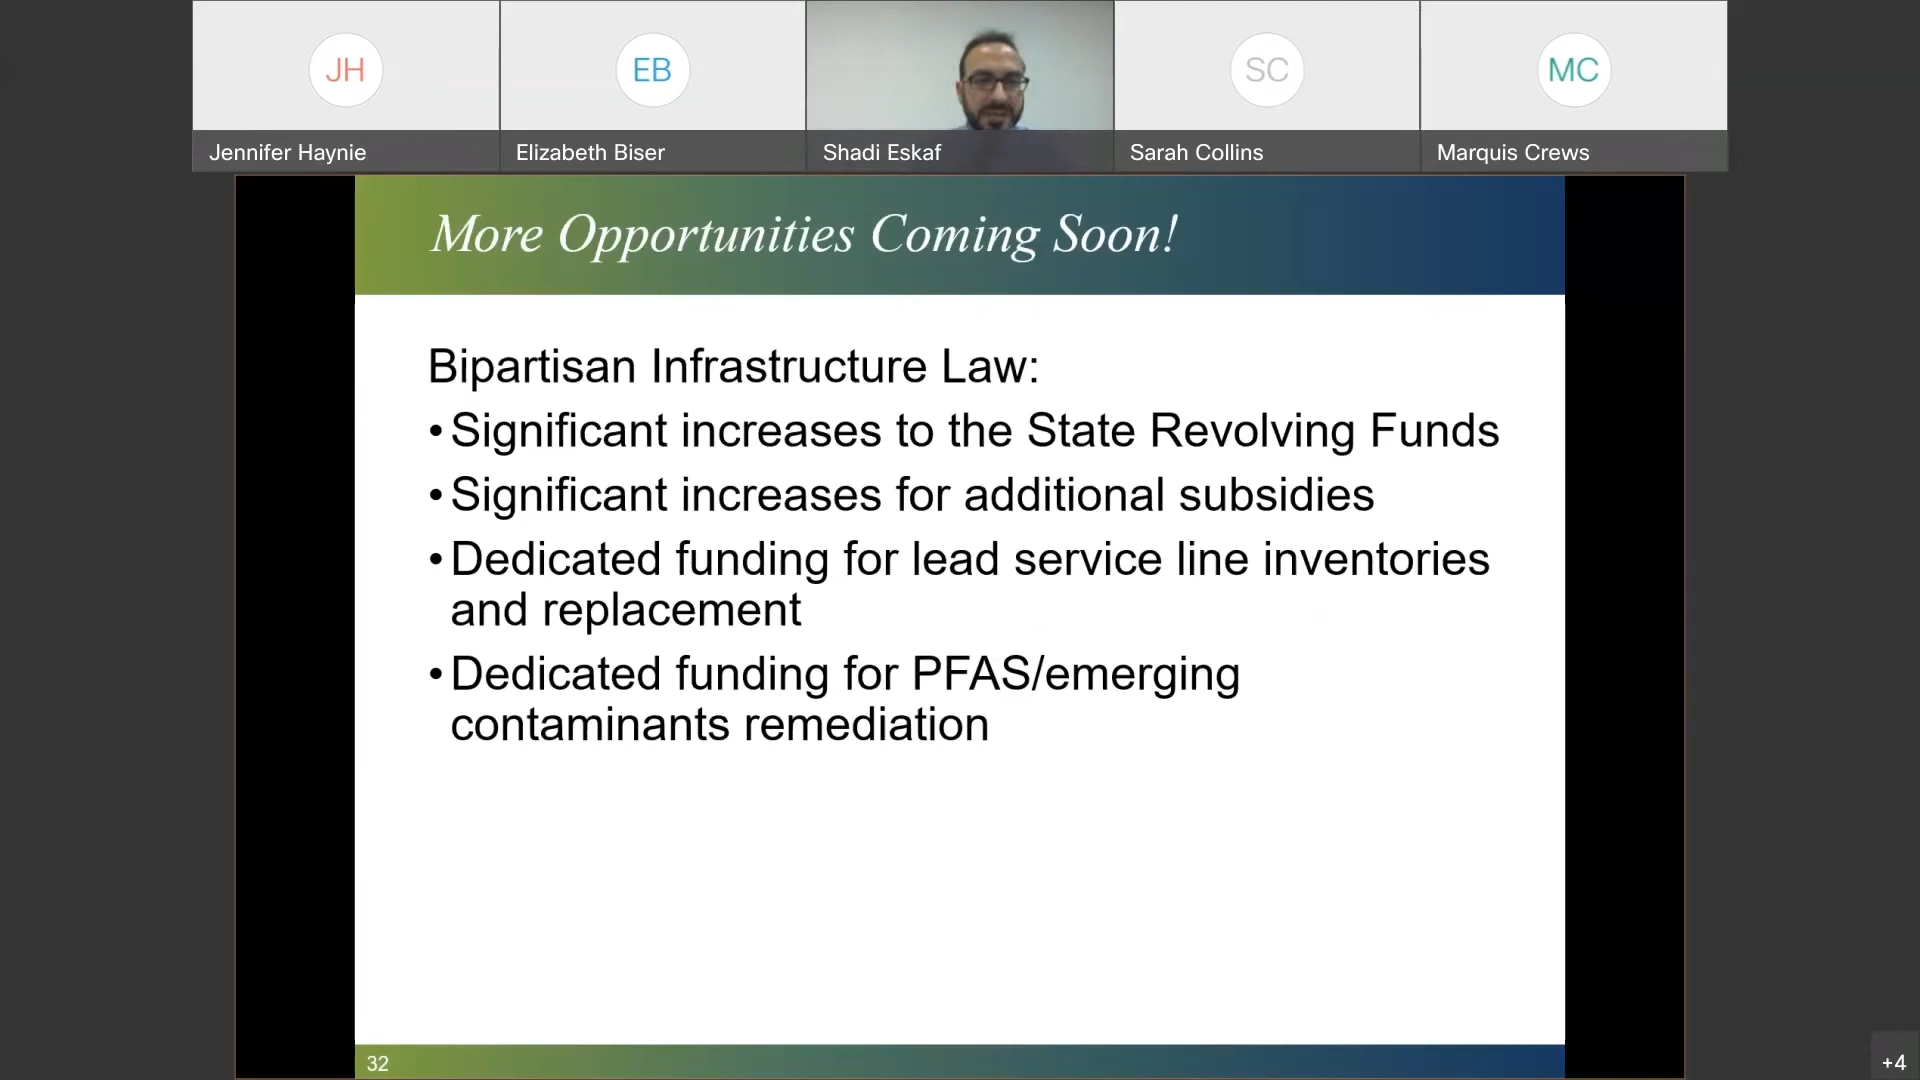 JH
EB
SC
MC
Jennifer Haynie
Elizabeth Biser
Shadi Eskaf
Sarah Collins
Marquis Crews
More Opportunities Coming Soon!
Bipartisan Infrastructure Law:
•Significant increases to the State Revolving Funds
•Significant increases for additional subsidies
•Dedicated funding for lead service line inventories
and replacement
•Dedicated funding for PFAS/emerging
contaminants remediation
32
+4